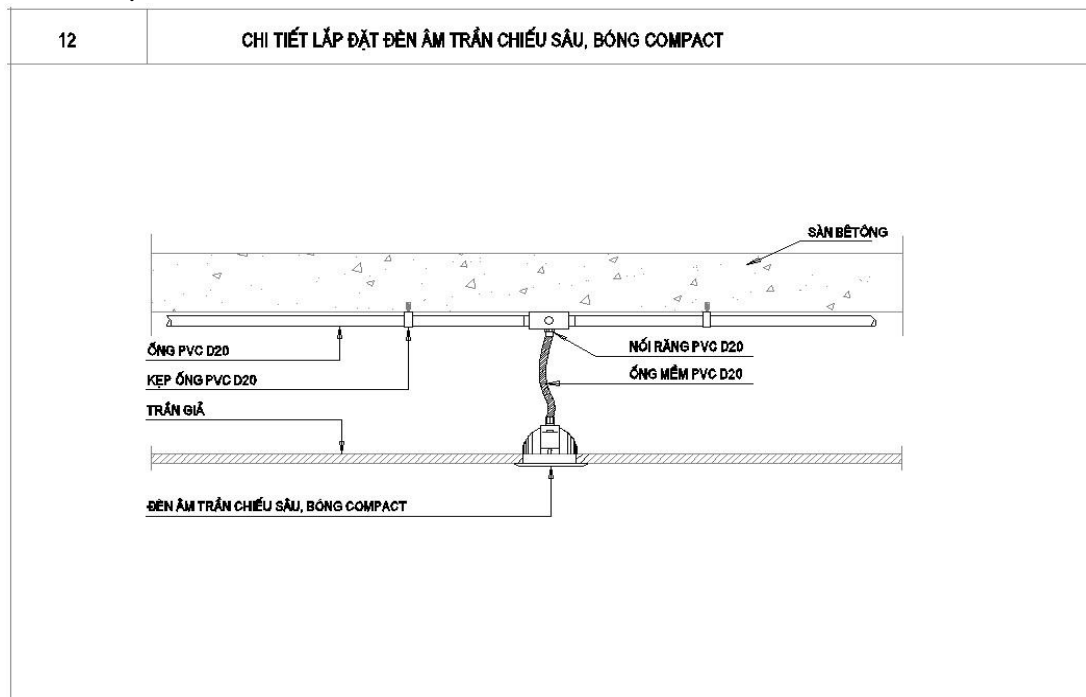 12
CHI TIẾT LẮP ĐẶT ĐÈN ÂM TRẦN CHIẾU SÂU, BÓNG COMPACT
SÀN BÊTÔNG
ỐNG PVC D20
NỐI RĂNG PVC D20
KẸP ỐNG PVC D20
ỐNG MỀM PVC D20
TRẦN GIẢ
ĐÈN ÂM TRẦN CHIẾU SÂU, BÓNG COMPACT